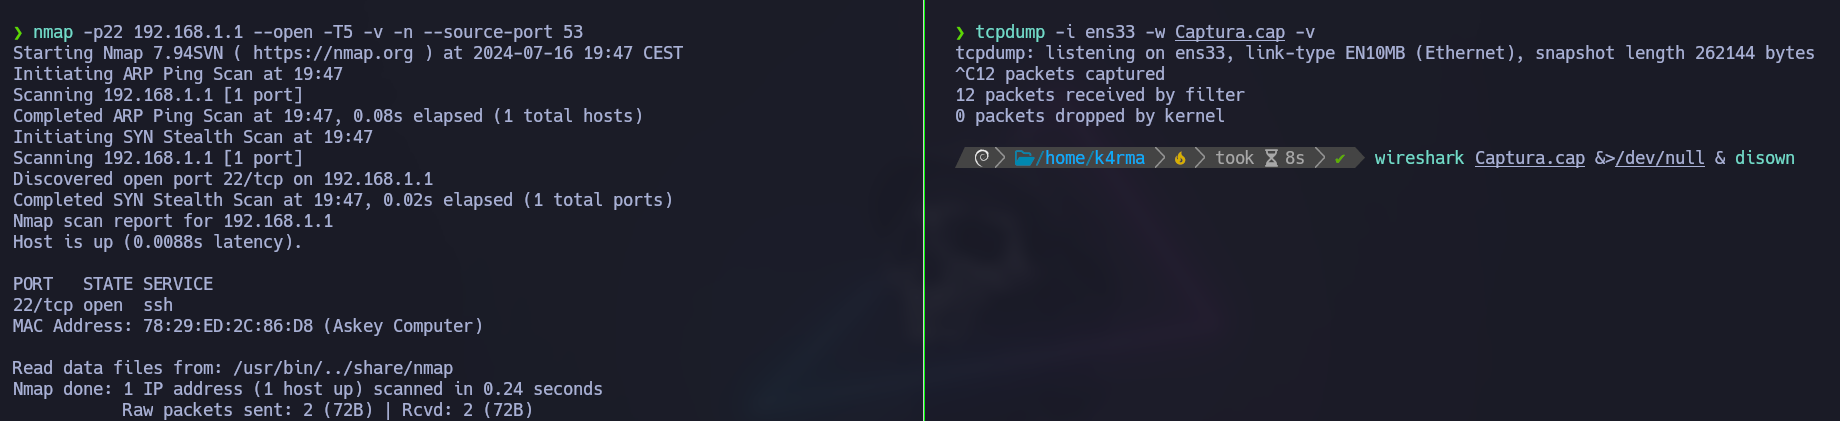 ❯ nmap -p22 192.168.1.1 --open -T5 -v -n --source-port 53
Starting Nmap 7.94SVN ( https://nmap.org ) at 2024-07-16 19:47 CEST
Initiating ARP Ping Scan at 19:47
Scanning 192.168.1.1 [1 port]
Completed ARP Ping Scan at 19:47, 0.08s elapsed (1 total hosts)
Initiating SYN Stealth Scan at 19:47
Scanning 192.168.1.1 [1 port]
Discovered open port 22/tcp on 192.168.1.1
Completed SYN Stealth Scan at 19:47, 0.02s elapsed (1 total ports)
Nmap scan report for 192.168.1.1
Host is up (0.0088s latency).
PORT   STATE SERVICE
22/tcp open  ssh
MAC Address: 78:29:ED:2C:86:D8 (Askey Computer)
Read data files from: /usr/bin/../share/nmap
Nmap done: 1 IP address (1 host up) scanned in 0.24 seconds
Raw packets sent: 2 (72B) | Rcvd: 2 (72B)
❯ tcpdump -i ens33 -w Captura.cap -v
tcpdump: listening on ens33, link-type EN10MB (Ethernet), snapshot length 262144 bytes
^C12 packets captured
12 packets received by filter
0 packets dropped by kernel
/home/k4rma took 8s ✔ wireshark Captura.cap &>/dev/null & disown